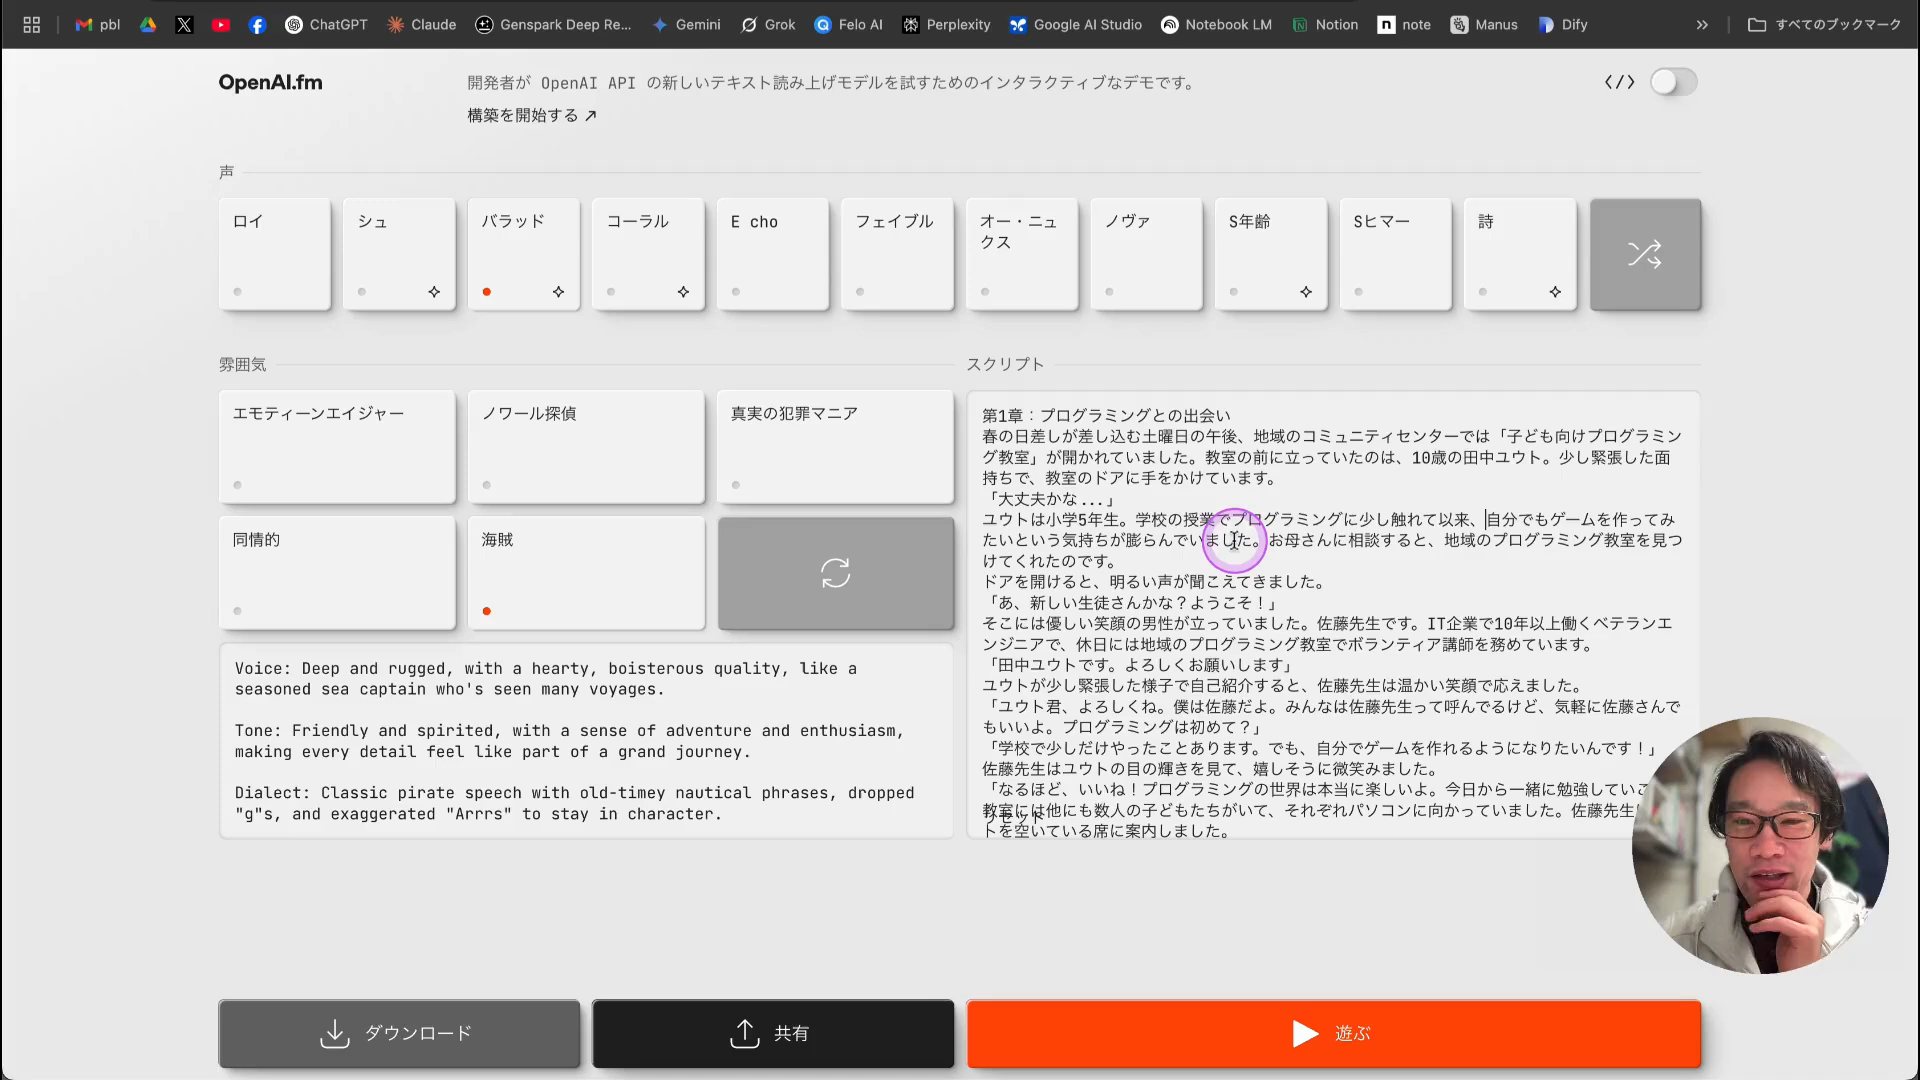 pbl
ChatGPT
Claude
Genspark Deep Re...
Gemini
Grok
Felo AI
Perplexity
Google AI Studio
Notebook LM
Notion
note
Manus
Dify
»
すべてのブックマーク
OpenAI.fm
開発者が OpenAI API の新しいテキスト読み上げモデルを試すためのインタラクティブなデモです。
構築を開始する ↗
</>
声
ロイ
シュ
バラッド
コーラル
E cho
フェイブル
オー・ニュ
クス
ノヴァ
S年齢
Sヒマー
詩
雰囲気
エモティーンエイジャー
ノワール探偵
真実の犯罪マニア
同情的
海賊
Voice: Deep and rugged, with a hearty, boisterous quality, like a
seasoned sea captain who's seen many voyages.
Tone: Friendly and spirited, with a sense of adventure and enthusiasm,
making every detail feel like part of a grand journey.
Dialect: Classic pirate speech with old-timey nautical phrases, dropped
"g"s, and exaggerated "Arrrs" to stay in character.
スクリプト
第1章：プログラミングとの出会い
春の日差しが差し込む土曜日の午後、地域のコミュニティセンターでは「子ども向けプログラミン
グ教室」が開かれていました。教室の前に立っていたのは、10歳の田中ユウト。少し緊張した面
持ちで、教室のドアに手をかけています。
「大丈夫かな...」
ユウトは小学5年生。学校の授業でプログラミングに少し触れて以来、自分でもゲームを作ってみ
たいという気持ちが膨らんでいました。お母さんに相談すると、地域のプログラミング教室を見つ
けてくれたのです。
ドアを開けると、明るい声が聞こえてきました。
「あ、新しい生徒さんかな？ようこそ！」
そこには優しい笑顔の男性が立っていました。佐藤先生です。IT企業で10年以上働くベテランエ
ンジニアで、休日には地域のプログラミング教室でボランティア講師を務めています。
「田中ユウトです。よろしくお願いします」
ユウトが少し緊張した様子で自己紹介すると、佐藤先生は温かい笑顔で応えました。
「ユウト君、よろしくね。僕は佐藤だよ。みんなは佐藤先生って呼んでるけど、気軽に佐藤さんで
もいいよ。プログラミングは初めて？」
「学校で少しだけやったことあります。でも、自分でゲームを作れるようになりたいんです！」
佐藤先生はユウトの目の輝きを見て、嬉しそうに微笑みました。
「なるほど、いいね！プログラミングの世界は本当に楽しいよ。今日から一緒に勉強していこ
教室には他にも数人の子どもたちがいて、それぞれパソコンに向かっていました。佐藤先生
リセット
トを空いている席に案内しました。
ダウンロード
共有
遊ぶ